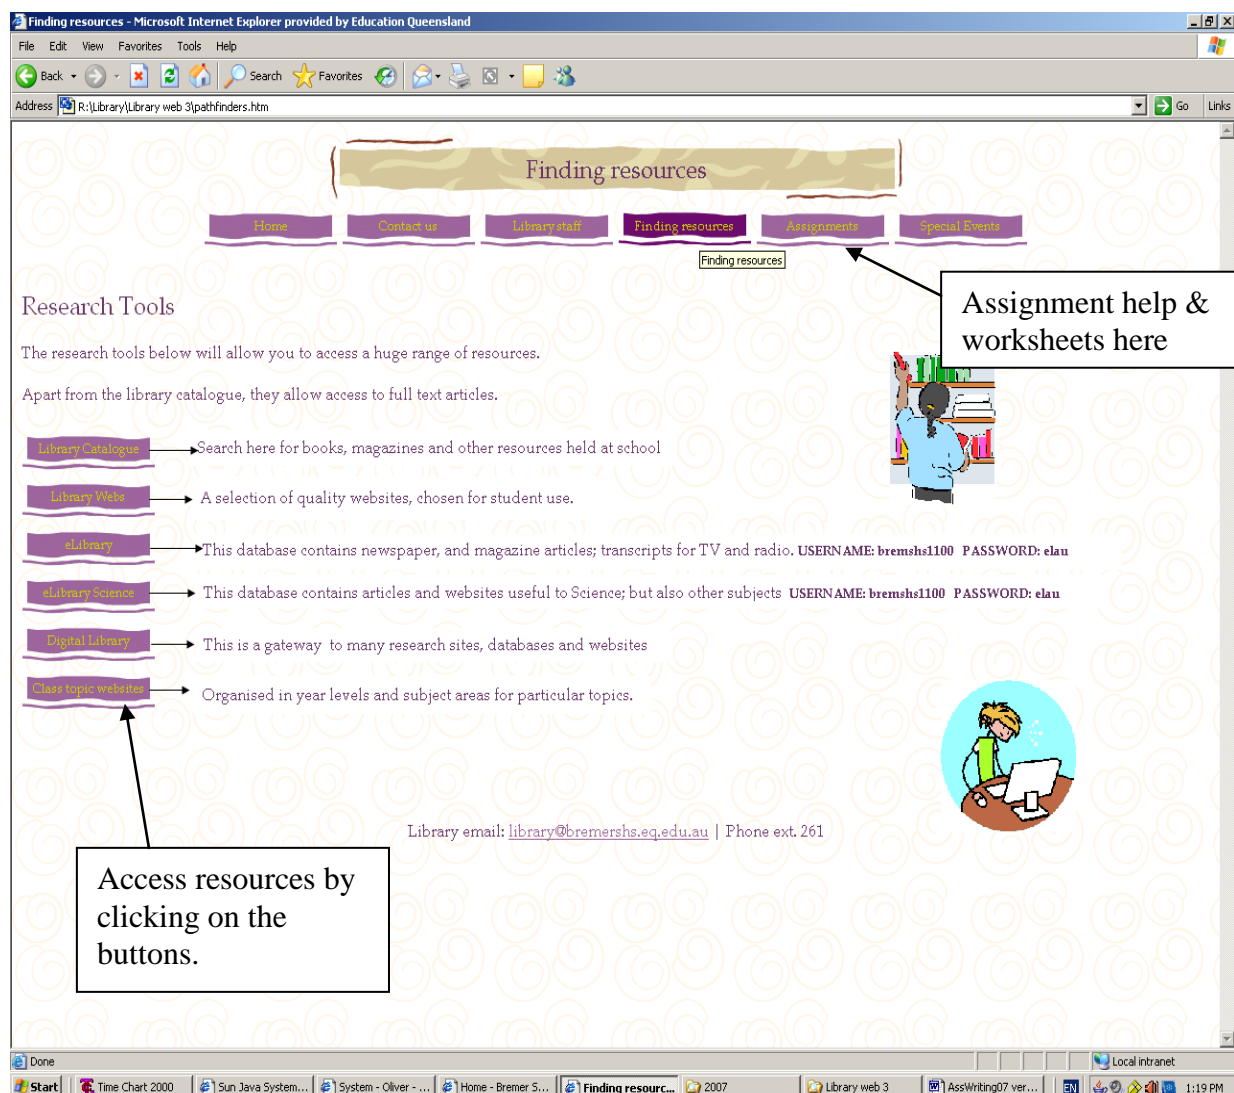 Finding resources - Microsoft Internet Explorer provided by Education Queensland
File Edit View Favorites Tools Help
Back Search Favorites
Address R:\Library\Library web 3\pathfinders.htm Go Links
Finding resources
Home Contact us Library staff Finding resources Assignments Special Events
Finding resources
Assignment help &
worksheets here
Research Tools
The research tools below will allow you to access a huge range of resources.
Apart from the library catalogue, they allow access to full text articles.
Library Catalogue Search here for books, magazines and other resources held at school
Library Webs A selection of quality websites, chosen for student use.
eLibrary This database contains newspaper, and magazine articles; transcripts for TV and radio. USERNAME: bremshs1100 PASSWORD: elau
eLibrary Science This database contains articles and websites useful to Science; but also other subjects USERNAME: bremshs1100 PASSWORD: elau
Digital Library This is a gateway to many research sites, databases and websites
Class topic websites Organised in year levels and subject areas for particular topics.
Library email: library@bremershs.eq.edu.au | Phone ext. 261
Access resources by
clicking on the
buttons.
Done Local intranet
Start Time Chart 2000 Sun Java System... System - Oliver - ... Home - Bremer S... Finding resourc... 2007 Library web 3 AssWriting07 ver... EN 1:19 PM